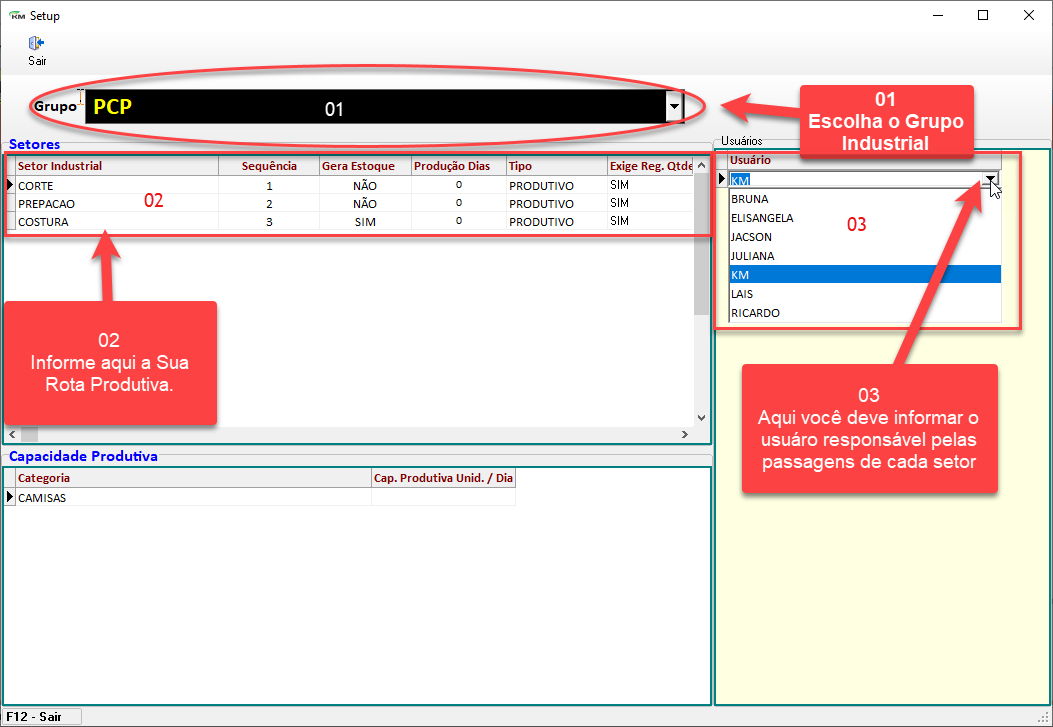 KM Setup
Sair
Grupo PCP 01
01
Escolha o Grupo
Industrial
Setores
Setor Industrial Sequência Gera Estoque Produção Dias Tipo Exige Reg. Qtde
CORTE 1 NÃO 0 PRODUTIVO SIM
PREPACAO 2 NÃO 0 PRODUTIVO SIM
COSTURA 3 SIM 0 PRODUTIVO SIM
02
02
Informe aqui a Sua
Rota Produtiva.
Usuários
Usuário
KM
BRUNA
ELISANGELA
JACSON
JULIANA
KM
LAIS
RICARDO
03
03
Aqui você deve informar o
usuáro responsável pelas
passagens de cada setor
Capacidade Produtiva
Categoria Cap. Produtiva Unid. / Dia
CAMISAS
F12 - Sair